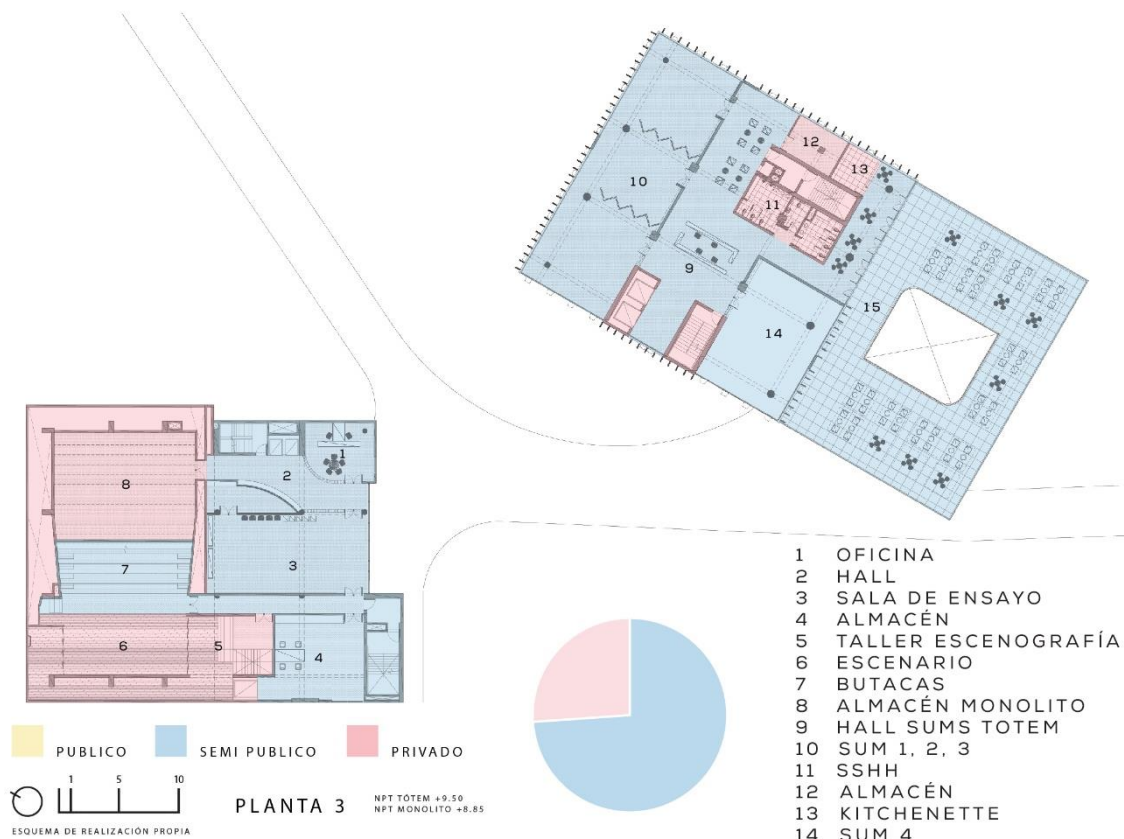 12
13
10
11
9
14
15
1
2
8
3
7
6
5
4
1 OFICINA
2 HALL
3 SALA DE ENSAYO
4 ALMACÉN
5 TALLER ESCENOGRAFÍA
6 ESCENARIO
7 BUTACAS
8 ALMACÉN MONOLITO
9 HALL SUMS TOTEM
10 SUM 1, 2, 3
11 SSHH
12 ALMACÉN
13 KITCHENETTE
14 SUM 4
PUBLICO
SEMI PUBLICO
PRIVADO
1 5 10
PLANTA 3
NPT TÓTEM +9.50
NPT MONOLITO +8.85
ESQUEMA DE REALIZACIÓN PROPIA